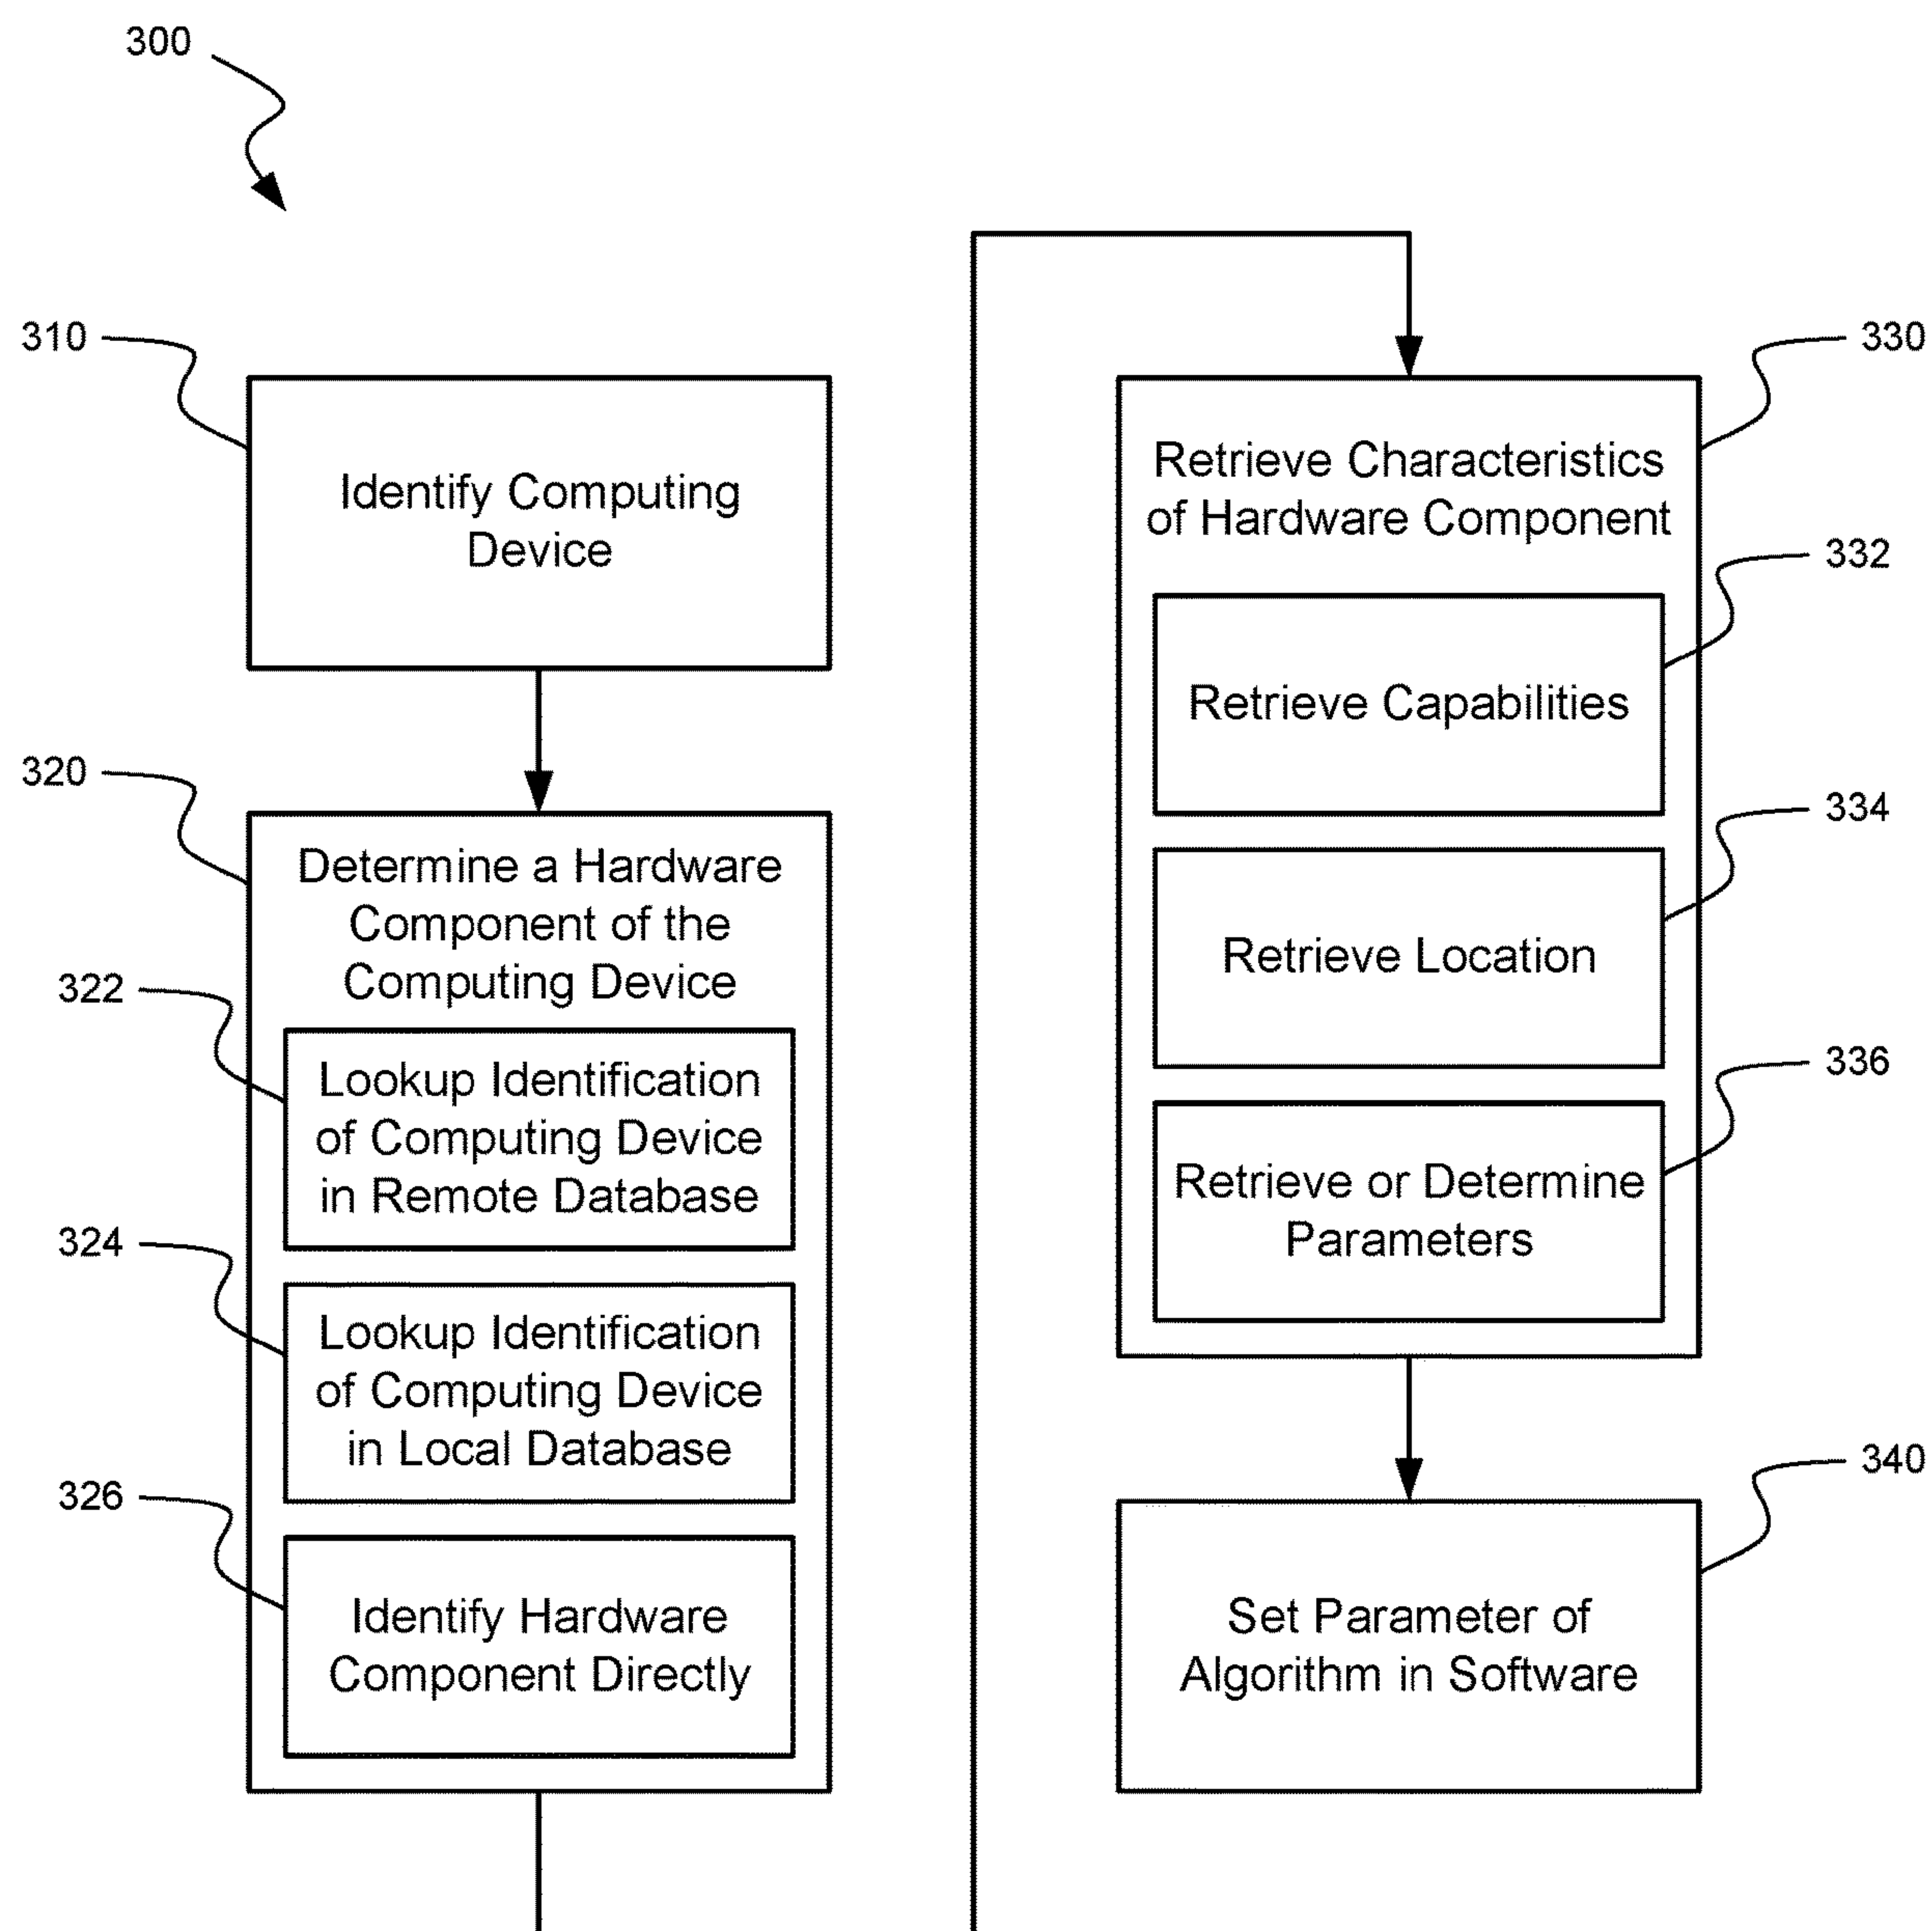 300
310
Identify Computing
Device
320
Determine a Hardware
Component of the
Computing Device
322
Lookup Identification
of Computing Device
in Remote Database
324
Lookup Identification
of Computing Device
in Local Database
326
Identify Hardware
Component Directly
330
Retrieve Characteristics
of Hardware Component
332
Retrieve Capabilities
334
Retrieve Location
336
Retrieve or Determine
Parameters
340
Set Parameter of
Algorithm in Software